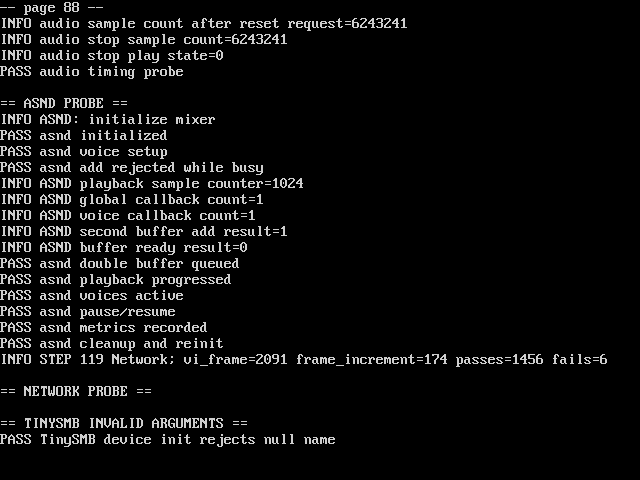 -- page 88 --
INFO audio sample count after reset request=6243241
INFO audio stop sample count=6243241
INFO audio stop play state=0
PASS audio timing probe
== ASND PROBE ==
INFO ASND: initialize mixer
PASS asnd initialized
PASS asnd voice setup
PASS asnd add rejected while busy
INFO ASND playback sample counter=1024
INFO ASND global callback count=1
INFO ASND voice callback count=1
INFO ASND second buffer add result=1
INFO ASND buffer ready result=0
PASS asnd double buffer queued
PASS asnd playback progressed
PASS asnd voices active
PASS asnd pause/resume
PASS asnd metrics recorded
PASS asnd cleanup and reinit
INFO STEP 119 Network; vi_frame=2091 frame_increment=174 passes=1456 fails=6
== NETWORK PROBE ==
== TINYSMB INVALID ARGUMENTS ==
PASS TinySMB device init rejects null name